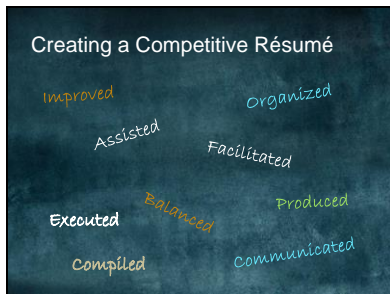 Creating a Competitive Résumé
Improved
Organized
Assisted
Facilitated
Balanced
Produced
Executed
Communicated
Compiled